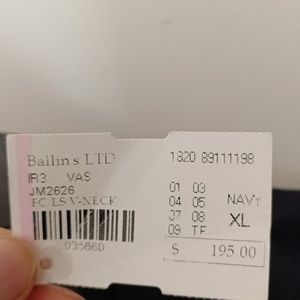 Ballin's LTD 1820 89111198
IR3 VAS
JM2626
FC LS V-NECK
01 03
04 05 NAVY
07 08 XL
09 TF
035860
$ 195.00